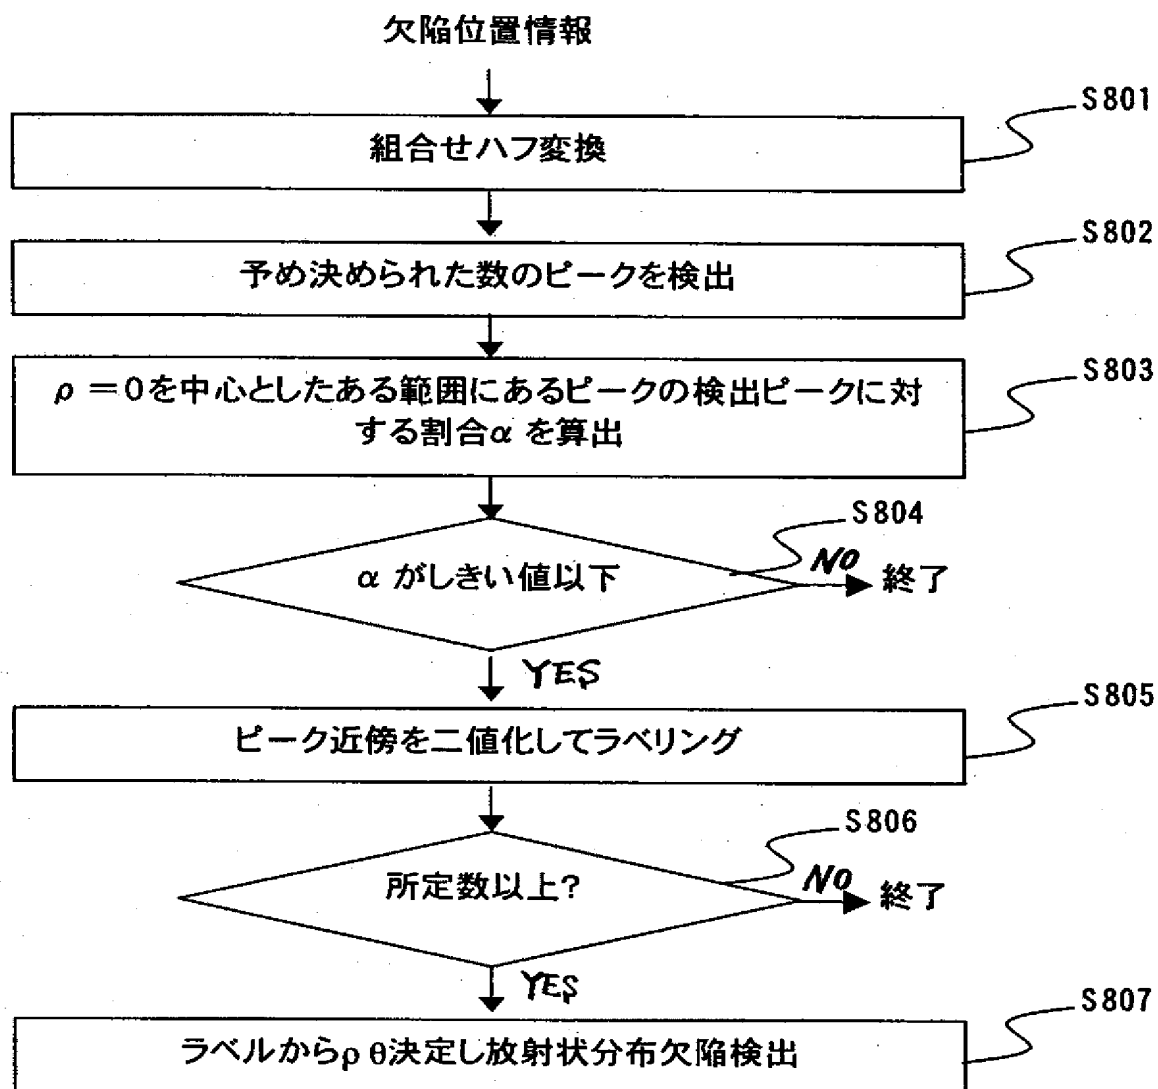 欠陥位置情報
S801
組合せハフ変換
S802
予め決められた数のピークを検出
S803
ρ =0を中心としたある範囲にあるピークの検出ピークに対
する割合α を算出
S804
α がしきい値以下
NO
終了
YES
S805
ピーク近傍を二値化してラベリング
S806
所定数以上?
NO
終了
YES
S807
ラベルからρ θ決定し放射状分布欠陥検出